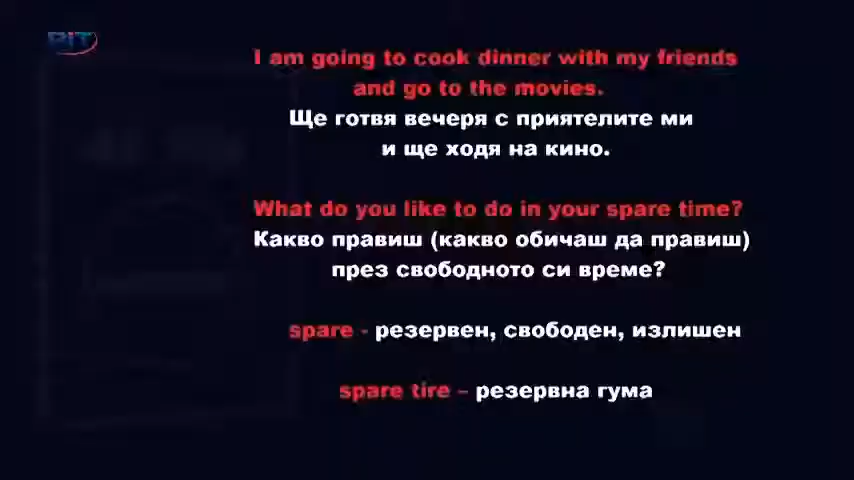 BIT
I am going to cook dinner with my friends
and go to the movies.
Ще готвя вечеря с приятелите ми
и ще ходя на кино.
What do you like to do in your spare time?
Какво правиш (какво обичаш да правиш)
през свободното си време?
spare - резервен, свободен, излишен
spare tire – резервна гума